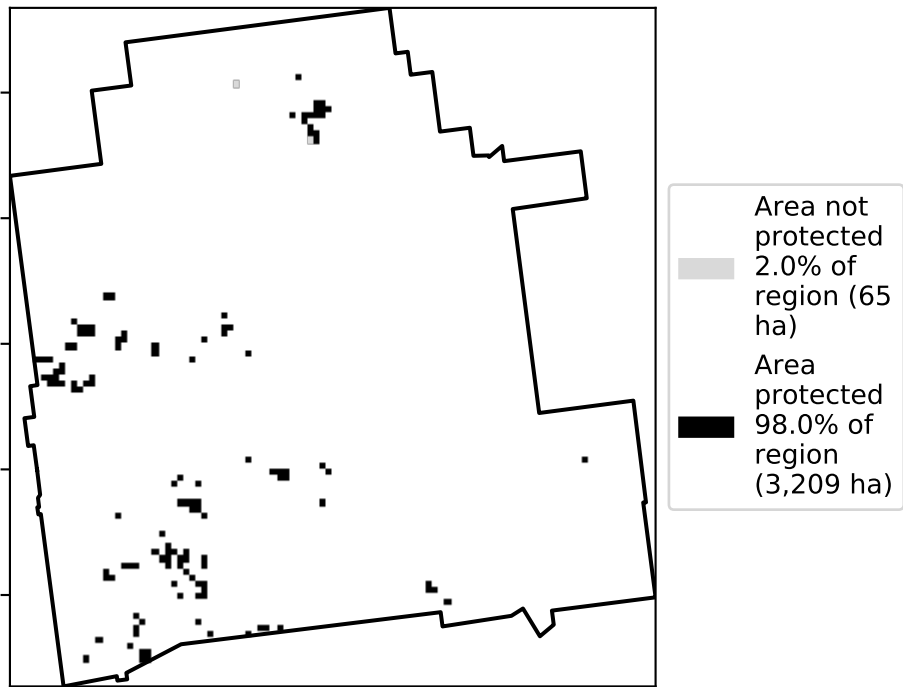 Area not
protected
2.0% of
region (65
ha)
Area
protected
98.0% of
region
(3,209 ha)